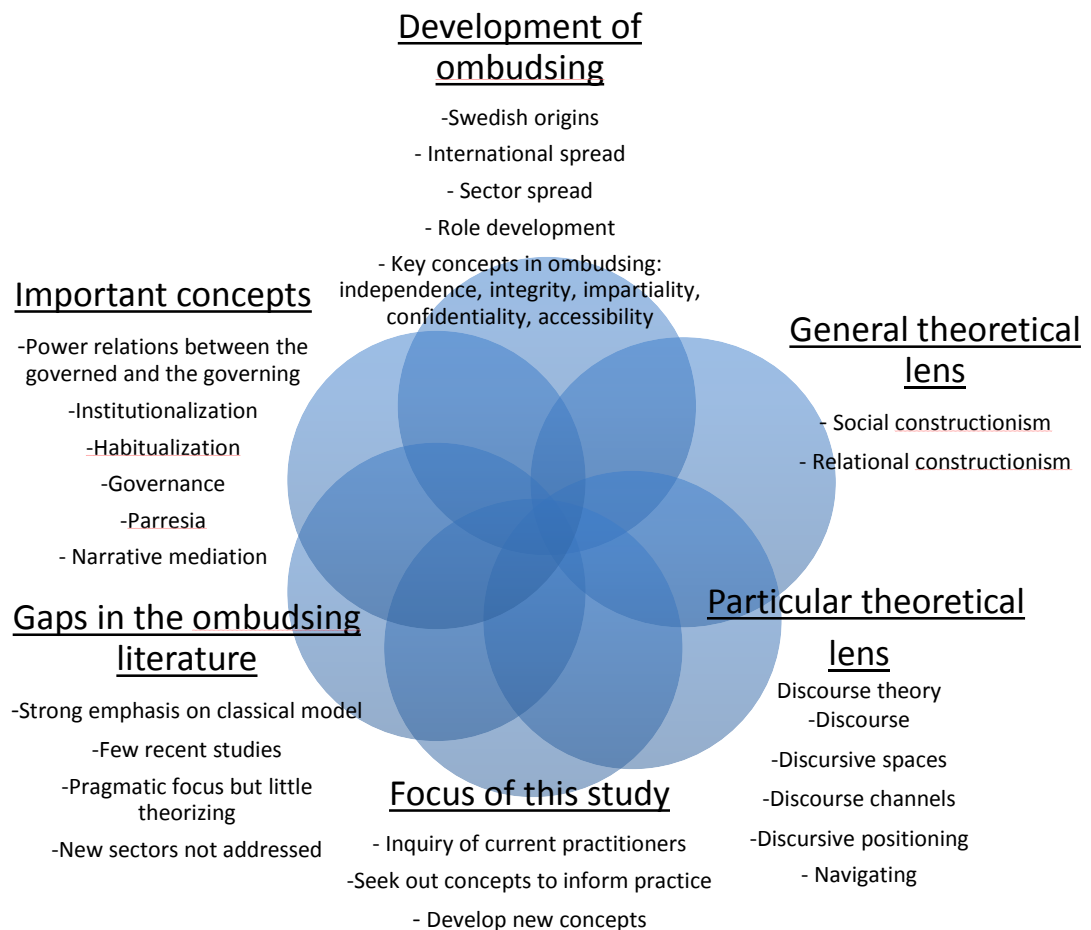 Development of
ombudsing
-Swedish origins
- International spread
- Sector spread
- Role development
- Key concepts in ombudsing:
independence, integrity, impartiality,
confidentiality, accessibility
General theoretical
lens
- Social constructionism
- Relational constructionism
Particular theoretical
lens
Discourse theory
-Discourse
-Discursive spaces
-Discourse channels
-Discursive positioning
- Navigating
Focus of this study
- Inquiry of current practitioners
-Seek out concepts to inform practice
- Develop new concepts
Gaps in the ombudsing
literature
-Strong emphasis on classical model
-Few recent studies
-Pragmatic focus but little
theorizing
-New sectors not addressed
Important concepts
-Power relations between the
governed and the governing
-Institutionalization
-Habitualization
-Governance
-Parresia
- Narrative mediation